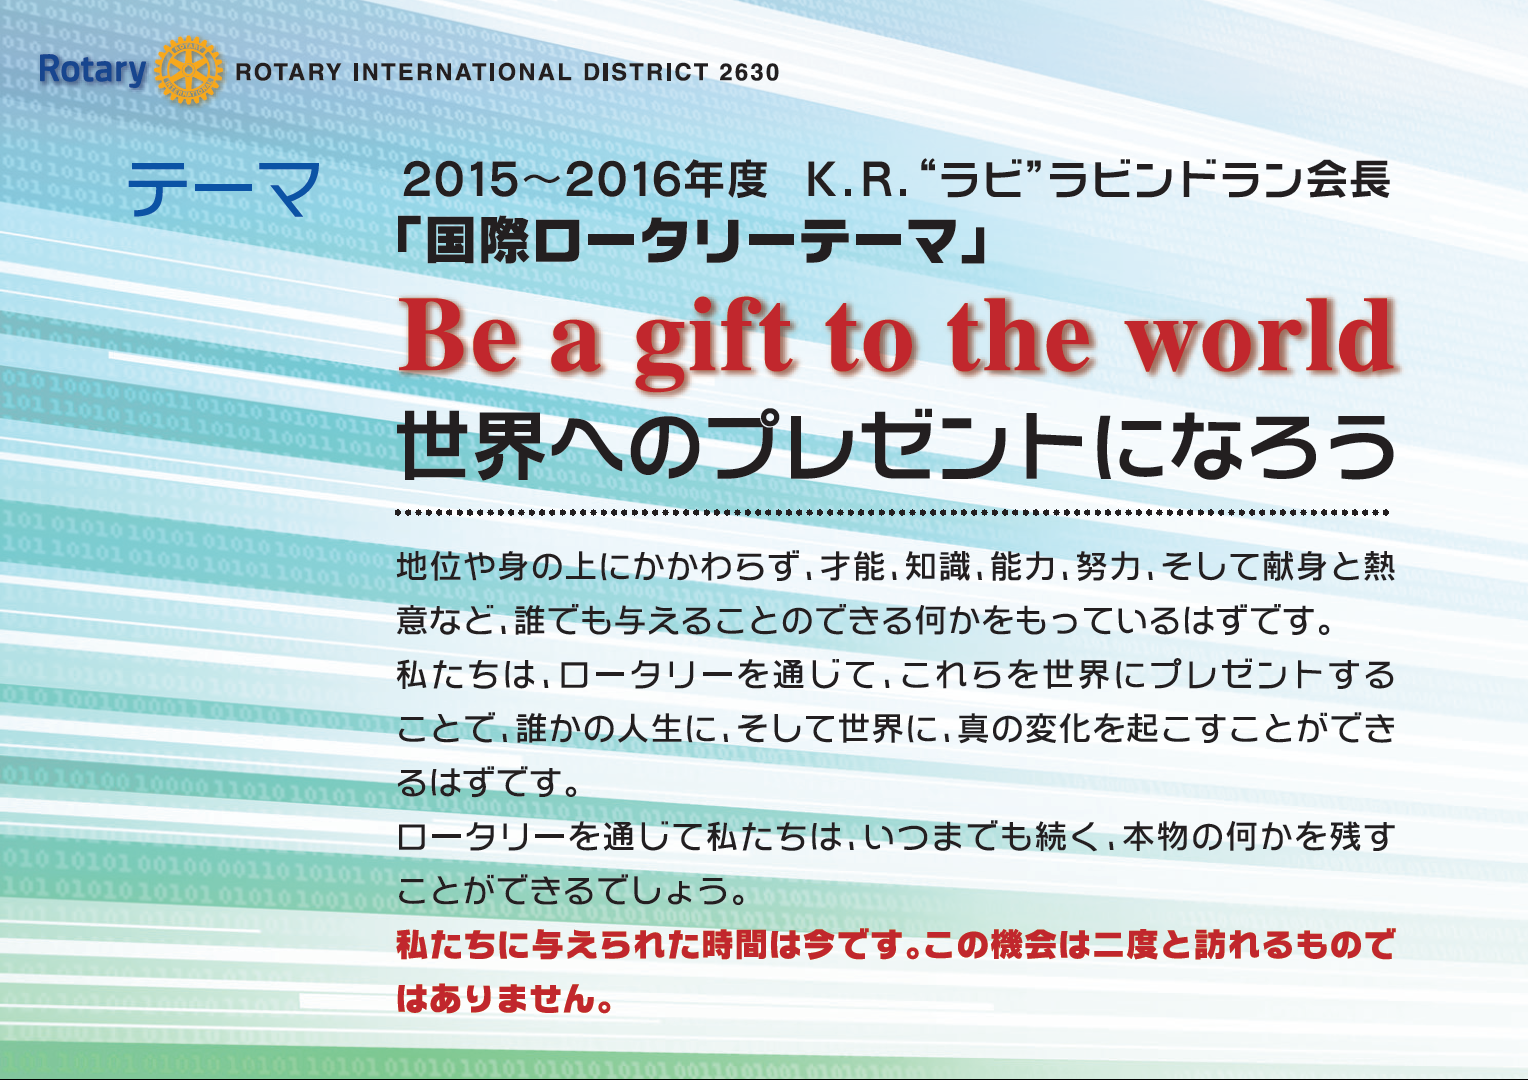 Rotary ROTARY INTERNATIONAL DISTRICT 2630
テーマ
2015～2016年度 K.R.“ラビ”ラビンドラン会長
「国際ロータリーテーマ」
Be a gift to the world
世界へのプレゼントになろう
地位や身の上にかかわらず、才能、知識、能力、努力、そして献身と熱
意など、誰でも与えることのできる何かをもっているはずです。
私たちは、ロータリーを通じて、これらを世界にプレゼントする
ことで、誰かの人生に、そして世界に、真の変化を起こすことができ
るはずです。
ロータリーを通じて私たちは、いつまでも続く、本物の何かを残す
ことができるでしょう。
私たちに与えられた時間は今です。この機会は二度と訪れるもので
はありません。